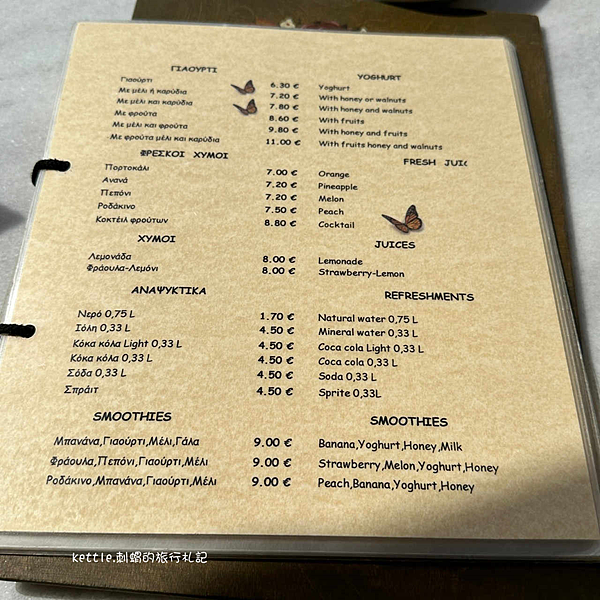 ΓΙΑΟΥΡΤΙ YOGHURT
Γιαούρτι 6.30 € Yoghurt
Με μέλι ή καρύδια 7.20 € With honey or walnuts
Με μέλι και καρύδια 7.80 € With honey and walnuts
Με φρούτα 8.60 € With fruits
Με μέλι και φρούτα 9.80 € With honey and fruits
Με φρούτα μέλι και καρύδια 11.00 € With fruits honey and walnuts
ΦΡΕΣΚΟΙ ΧΥΜΟΙ FRESH JUIC
Πορτοκάλι 7.00 € Orange
Ανανά 7.20 € Pineapple
Πεπόνι 7.20 € Melon
Ροδάκινο 7.50 € Peach
Κοκτέιλ φρούτων 8.80 € Cocktail
ΧΥΜΟΙ JUICES
Λεμονάδα 8.00 € Lemonade
Φράουλα-Λεμόνι 8.00 € Strawberry-Lemon
ΑΝΑΨΥΚΤΙΚΑ REFRESHMENTS
Νερό 0,75 L 1.70 € Natural water 0,75 L
Ιόλη 0,33 L 4.50 € Mineral water 0,33 L
Κόκα κόλα Light 0,33 L 4.50 € Coca cola Light 0,33 L
Κόκα κόλα 0,33 L 4.50 € Coca cola 0,33 L
Σόδα 0,33 L 4.50 € Soda 0,33 L
Σπράιτ 4.50 € Sprite 0,33L
SMOOTHIES SMOOTHIES
Μπανάνα,Γιαούρτι,Μέλι,Γάλα 9.00 € Banana,Yoghurt,Honey,Milk
Φράουλα,Πεπόνι,Γιαούρτι,Μέλι 9.00 € Strawberry,Melon,Yoghurt,Honey
Ροδάκινο,Μπανάνα,Γιαούρτι,Μέλι 9.00 € Peach,Banana,Yoghurt,Honey
kettle.刺蝟的旅行札記